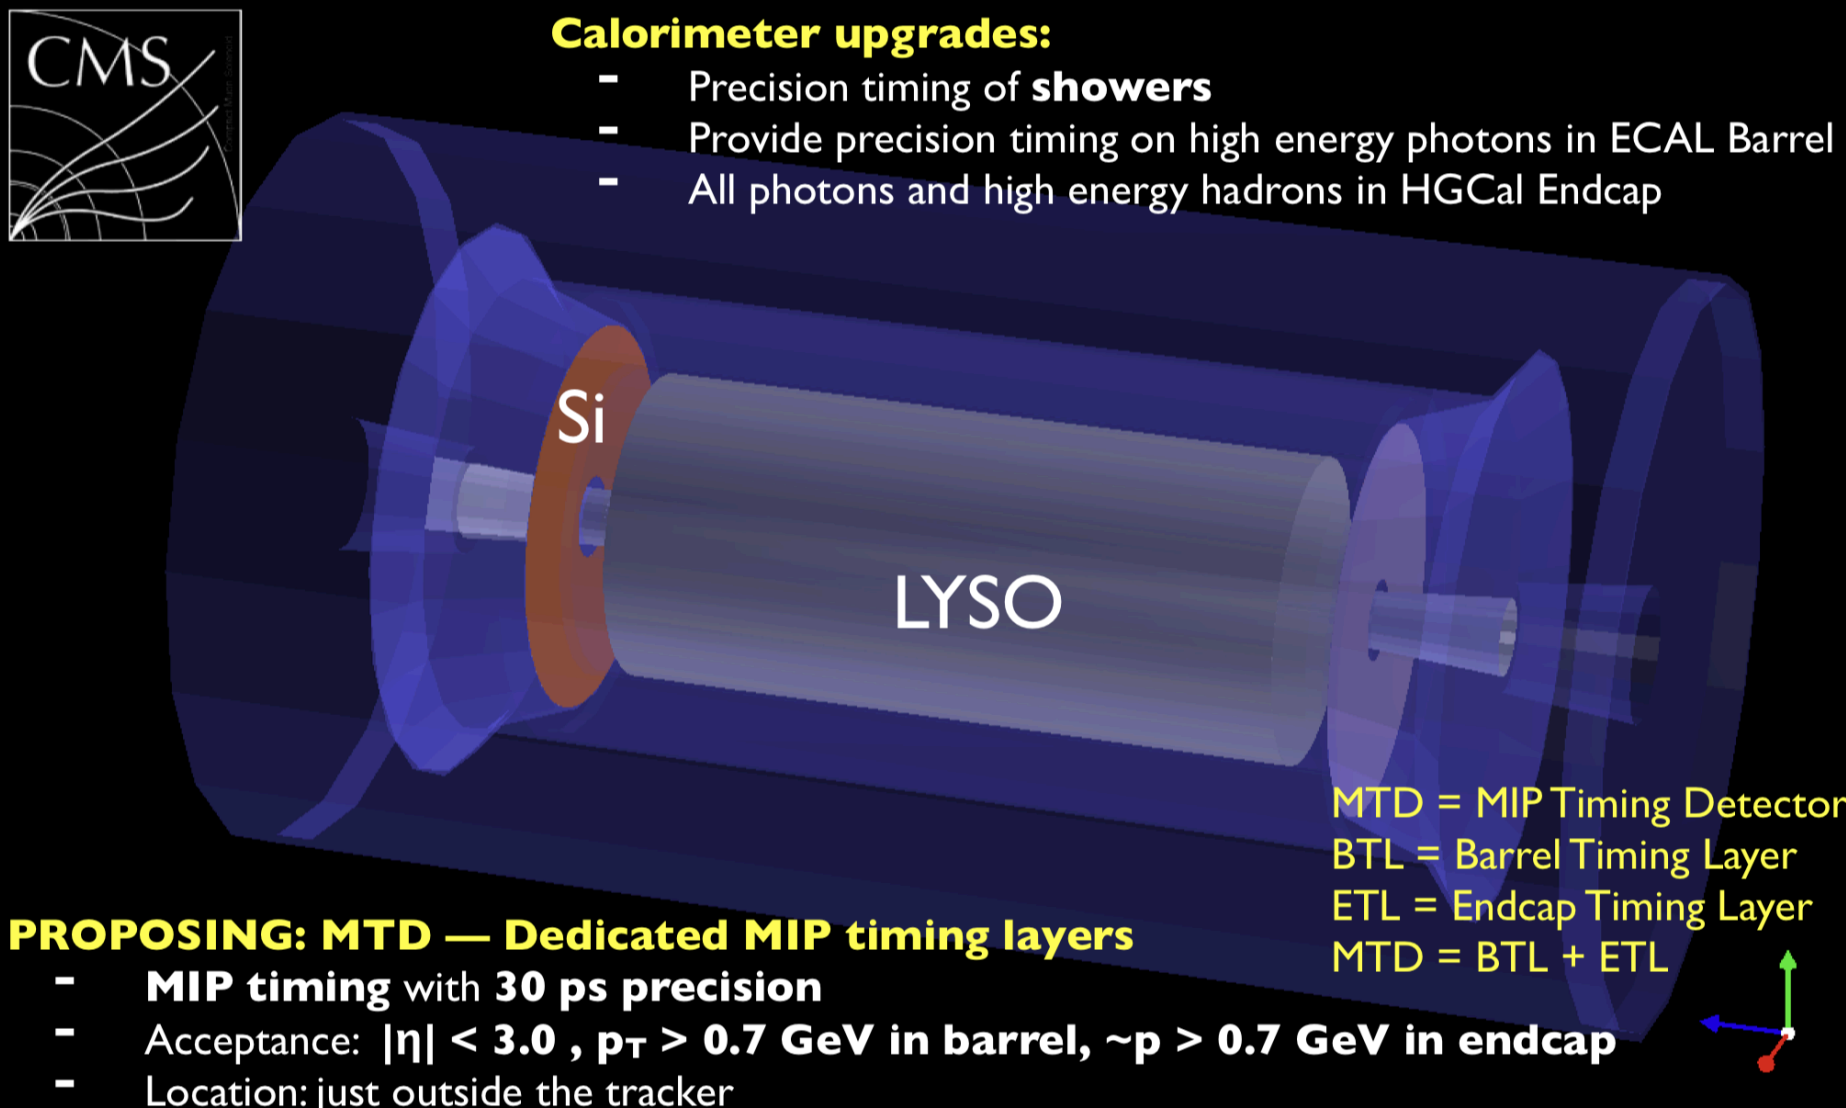 CMS
Calorimeter upgrades:
- Precision timing of showers
- Provide precision timing on high energy photons in ECAL Barrel
- All photons and high energy hadrons in HGCal Endcap
Si
LYSO
MTD = MIP Timing Detector
BTL = Barrel Timing Layer
ETL = Endcap Timing Layer
MTD = BTL + ETL
PROPOSING: MTD — Dedicated MIP timing layers
- MIP timing with 30 ps precision
- Acceptance: |η| < 3.0 , pT > 0.7 GeV in barrel, ~p > 0.7 GeV in endcap
- Location: just outside the tracker